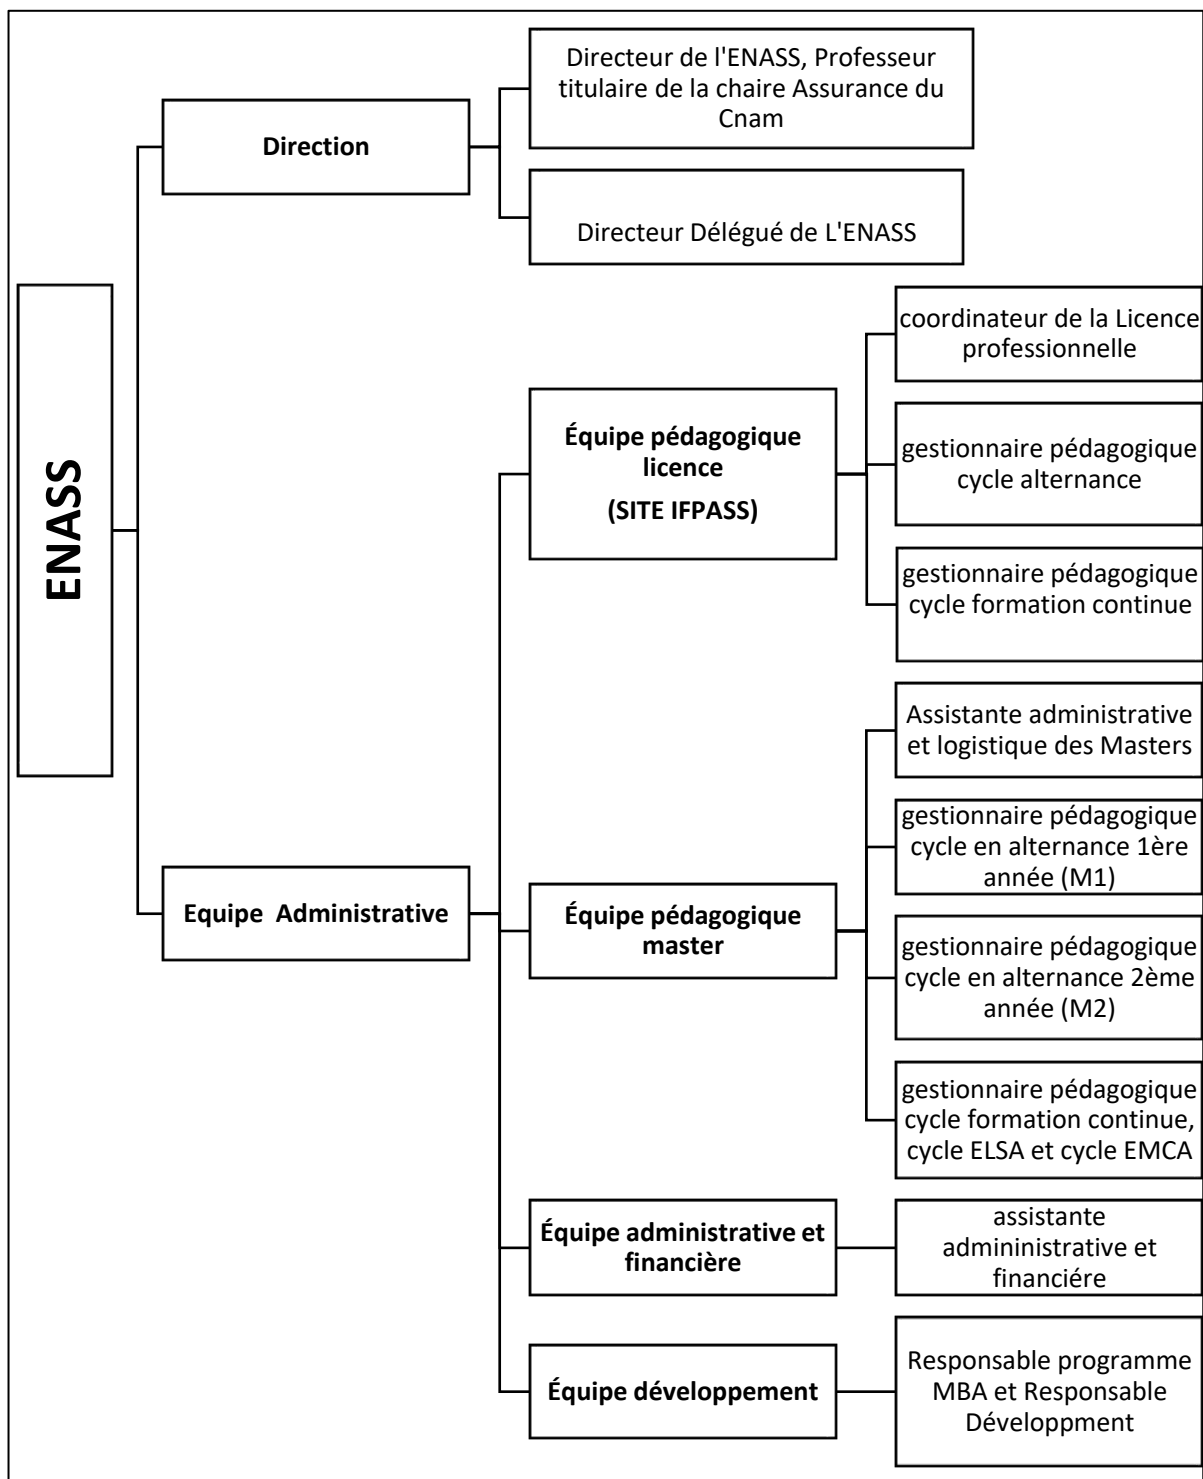 ENASS
Direction
Directeur de l'ENASS, Professeur
titulaire de la chaire Assurance du
Cnam
Directeur Délégué de L'ENASS
Equipe  Administrative
Équipe pédagogique
licence
(SITE IFPASS)
coordinateur de la Licence
professionnelle
gestionnaire pédagogique
cycle alternance
gestionnaire pédagogique
cycle formation continue
Équipe pédagogique
master
Assistante administrative
et logistique des Masters
gestionnaire pédagogique
cycle en alternance 1ère
année (M1)
gestionnaire pédagogique
cycle en alternance 2ème
année (M2)
gestionnaire pédagogique
cycle formation continue,
cycle ELSA et cycle EMCA
Équipe administrative et
financière
assistante
admininistrative et
financiére
Équipe développement
Responsable programme
MBA et Responsable
Développment